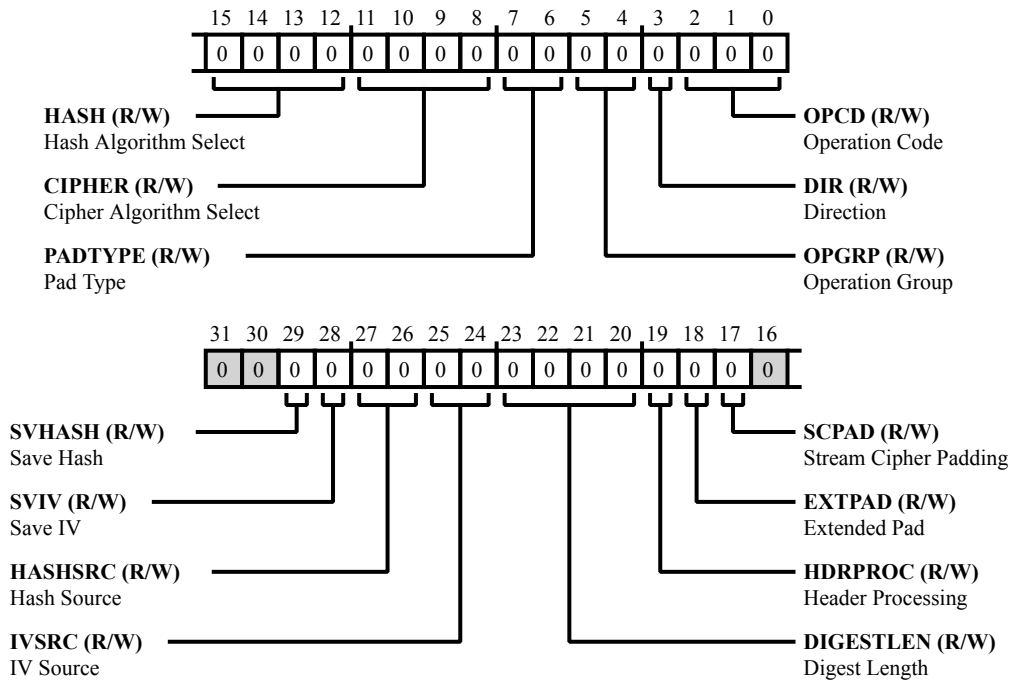 15 14 13 12 11 10 9 8 7 6 5 4 3 2 1 0
0 0 0 0 0 0 0 0 0 0 0 0 0 0 0 0
HASH (R/W)
Hash Algorithm Select
OPCD (R/W)
Operation Code
CIPHER (R/W)
Cipher Algorithm Select
DIR (R/W)
Direction
PADTYPE (R/W)
Pad Type
OPGRP (R/W)
Operation Group
31 30 29 28 27 26 25 24 23 22 21 20 19 18 17 16
0 0 0 0 0 0 0 0 0 0 0 0 0 0 0 0
SVHASH (R/W)
Save Hash
SCPAD (R/W)
Stream Cipher Padding
SVIV (R/W)
Save IV
EXTPAD (R/W)
Extended Pad
HASHSRC (R/W)
Hash Source
HDRPROC (R/W)
Header Processing
IVSRC (R/W)
IV Source
DIGESTLEN (R/W)
Digest Length